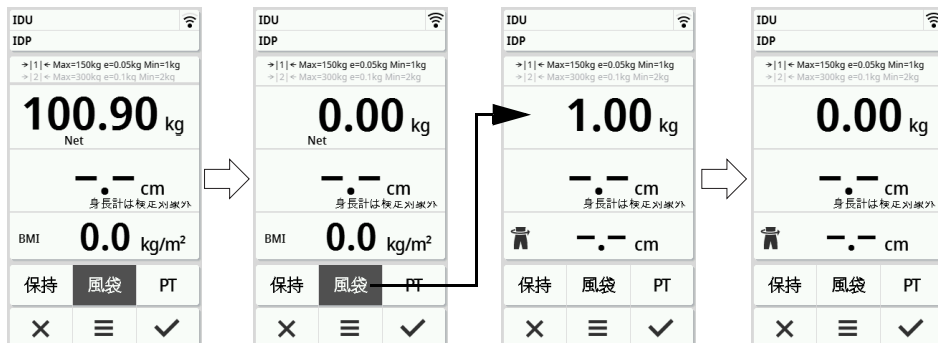 IDU
IDP
→|1|← Max=150kg e=0.05kg Min=1kg
→|2|← Max=300kg e=0.1kg Min=2kg
100.90 kg
Net
-.- cm
身長計は検定対象外
BMI 0.0 kg/m²
保持 風袋 PT
IDU
IDP
→|1|← Max=150kg e=0.05kg Min=1kg
→|2|← Max=300kg e=0.1kg Min=2kg
0.00 kg
Net
-.- cm
身長計は検定対象外
BMI 0.0 kg/m²
保持 風袋 PT
IDU
IDP
→|1|← Max=150kg e=0.05kg Min=1kg
→|2|← Max=300kg e=0.1kg Min=2kg
1.00 kg
-.- cm
身長計は検定対象外
-.- cm
保持 風袋 PT
IDU
IDP
→|1|← Max=150kg e=0.05kg Min=1kg
→|2|← Max=300kg e=0.1kg Min=2kg
0.00 kg
-.- cm
身長計は検定対象外
-.- cm
保持 風袋 PT